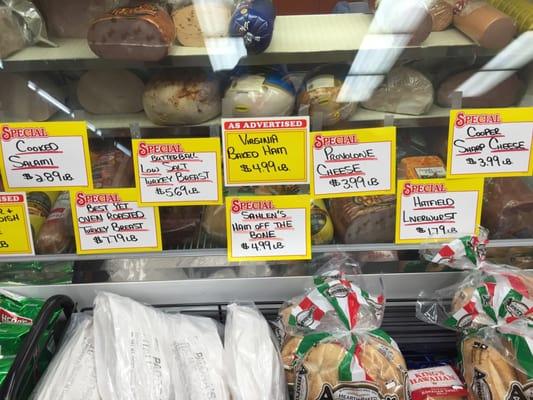 SPECIAL
COOKED
SALAMI
$2.89 LB.
SPECIAL
BUTTERBALL
LOW SALT
TURKEY BREAST
$5.69 LB.
AS ADVERTISED
VIRGINIA
BAKED HAM
$4.99 LB.
SPECIAL
PROVOLONE
CHEESE
$3.99 LB.
SPECIAL
COOPER
SHARP CHEESE
$3.99 LB.
SPECIAL
BEST
OVEN ROASTED
TURKEY BREAST
$7.79 LB.
SPECIAL
SAHLEN'S
HAM OFF THE
BONE
$4.99 LB.
SPECIAL
HATFIELD
LIVERWURST
$1.79 LB.
KING'S
HAWAIIAN